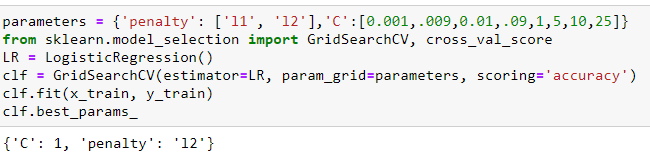 parameters = {'penalty': ['l1', 'l2'],'C':[0.001,.009,0.01,.09,1,5,10,25]}
from sklearn.model_selection import GridSearchCV, cross_val_score
LR = LogisticRegression()
clf = GridSearchCV(estimator=LR, param_grid=parameters, scoring='accuracy')
clf.fit(x_train, y_train)
clf.best_params_
{'C': 1, 'penalty': 'l2'}